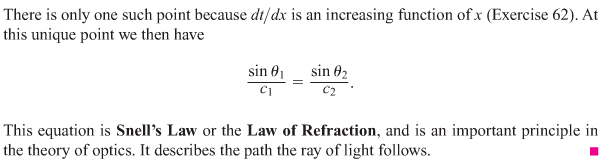 There is only one such point because dt/dx is an increasing function of x (Exercise 62). At
this unique point we then have
sin θ₁/c₁ = sin θ₂/c₂.
This equation is Snell's Law or the Law of Refraction, and is an important principle in
the theory of optics. It describes the path the ray of light follows.